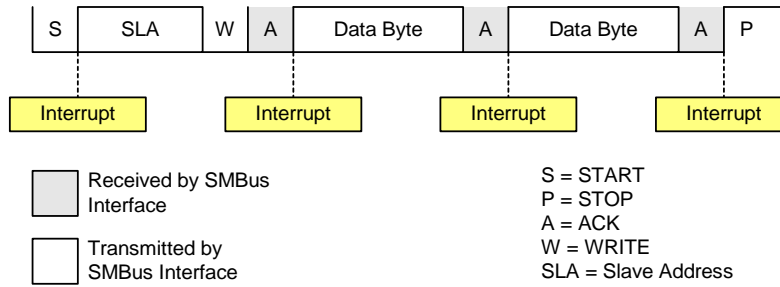 S SLA W A Data Byte A Data Byte A P
Interrupt Interrupt Interrupt Interrupt
Received by SMBus
Interface
Transmitted by
SMBus Interface
S = START
P = STOP
A = ACK
W = WRITE
SLA = Slave Address